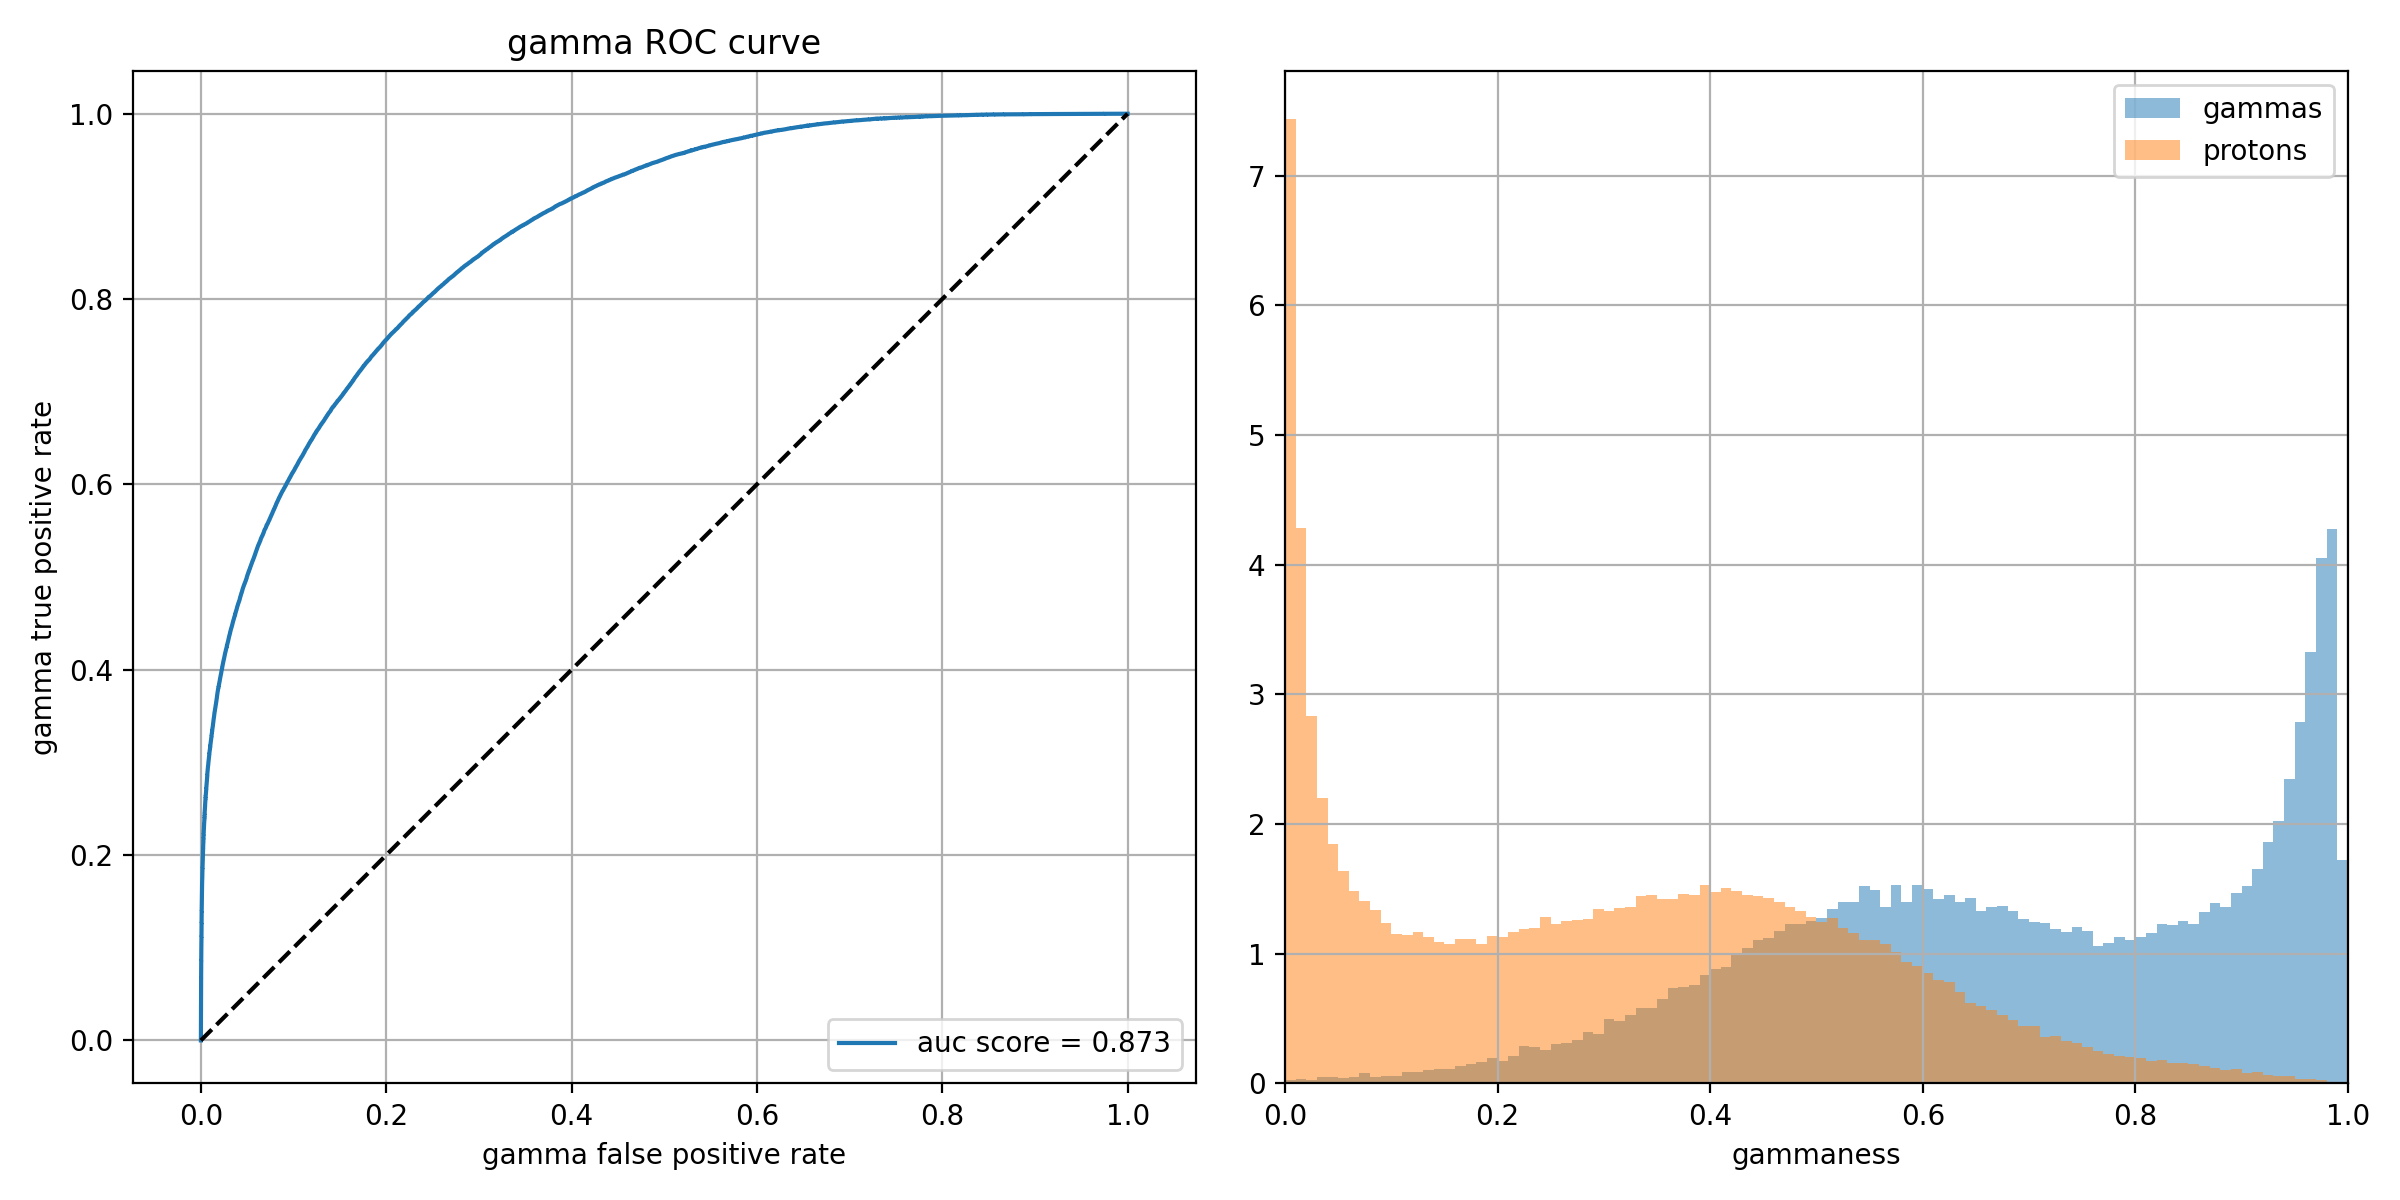 gamma ROC curve
gamma true positive rate
1.0
0.8
0.6
0.4
0.2
0.0
auc score = 0.873
0.0 0.2 0.4 0.6 0.8 1.0
gamma false positive rate
gammas
protons
7
6
5
4
3
2
1
0
0.0 0.2 0.4 0.6 0.8 1.0
gammaness